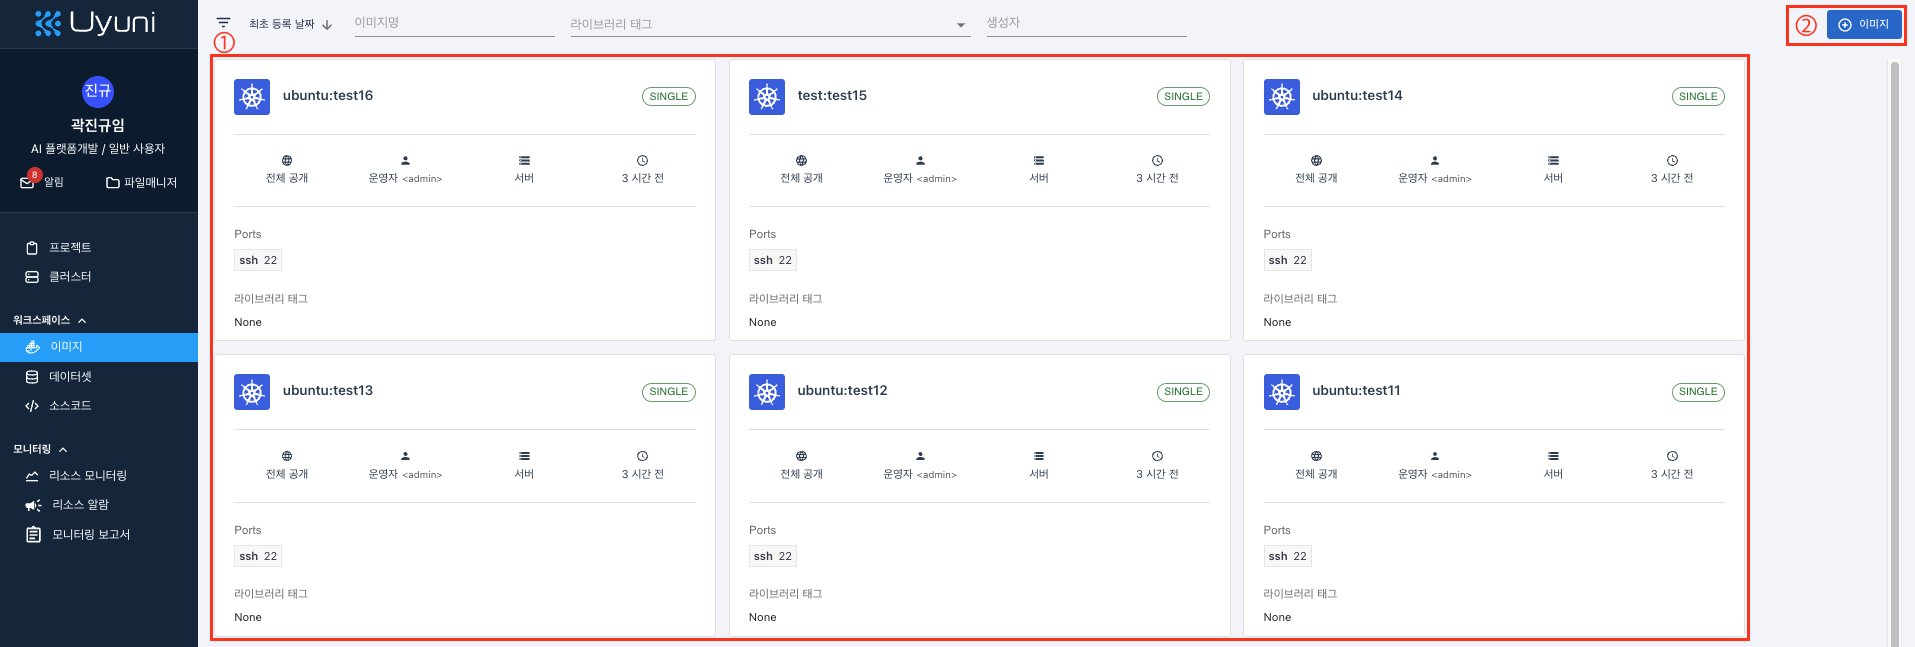 Uyuni
진규
곽진규임
AI 플랫폼개발 / 일반 사용자
8
알림
파일매니저
프로젝트
클러스터
워크스페이스
이미지
데이터셋
소스코드
모니터링
리소스 모니터링
리소스 알람
모니터링 보고서
최초 등록 날짜
이미지명
라이브러리 태그
생성자
②
이미지
①
ubuntu:test16
SINGLE
전체 공개
운영자 <admin>
서버
3 시간 전
Ports
ssh 22
라이브러리 태그
None
test:test15
SINGLE
전체 공개
운영자 <admin>
서버
3 시간 전
Ports
ssh 22
라이브러리 태그
None
ubuntu:test14
SINGLE
전체 공개
운영자 <admin>
서버
3 시간 전
Ports
ssh 22
라이브러리 태그
None
ubuntu:test13
SINGLE
전체 공개
운영자 <admin>
서버
3 시간 전
Ports
ssh 22
라이브러리 태그
None
ubuntu:test12
SINGLE
전체 공개
운영자 <admin>
서버
3 시간 전
Ports
ssh 22
라이브러리 태그
None
ubuntu:test11
SINGLE
전체 공개
운영자 <admin>
서버
3 시간 전
Ports
ssh 22
라이브러리 태그
None